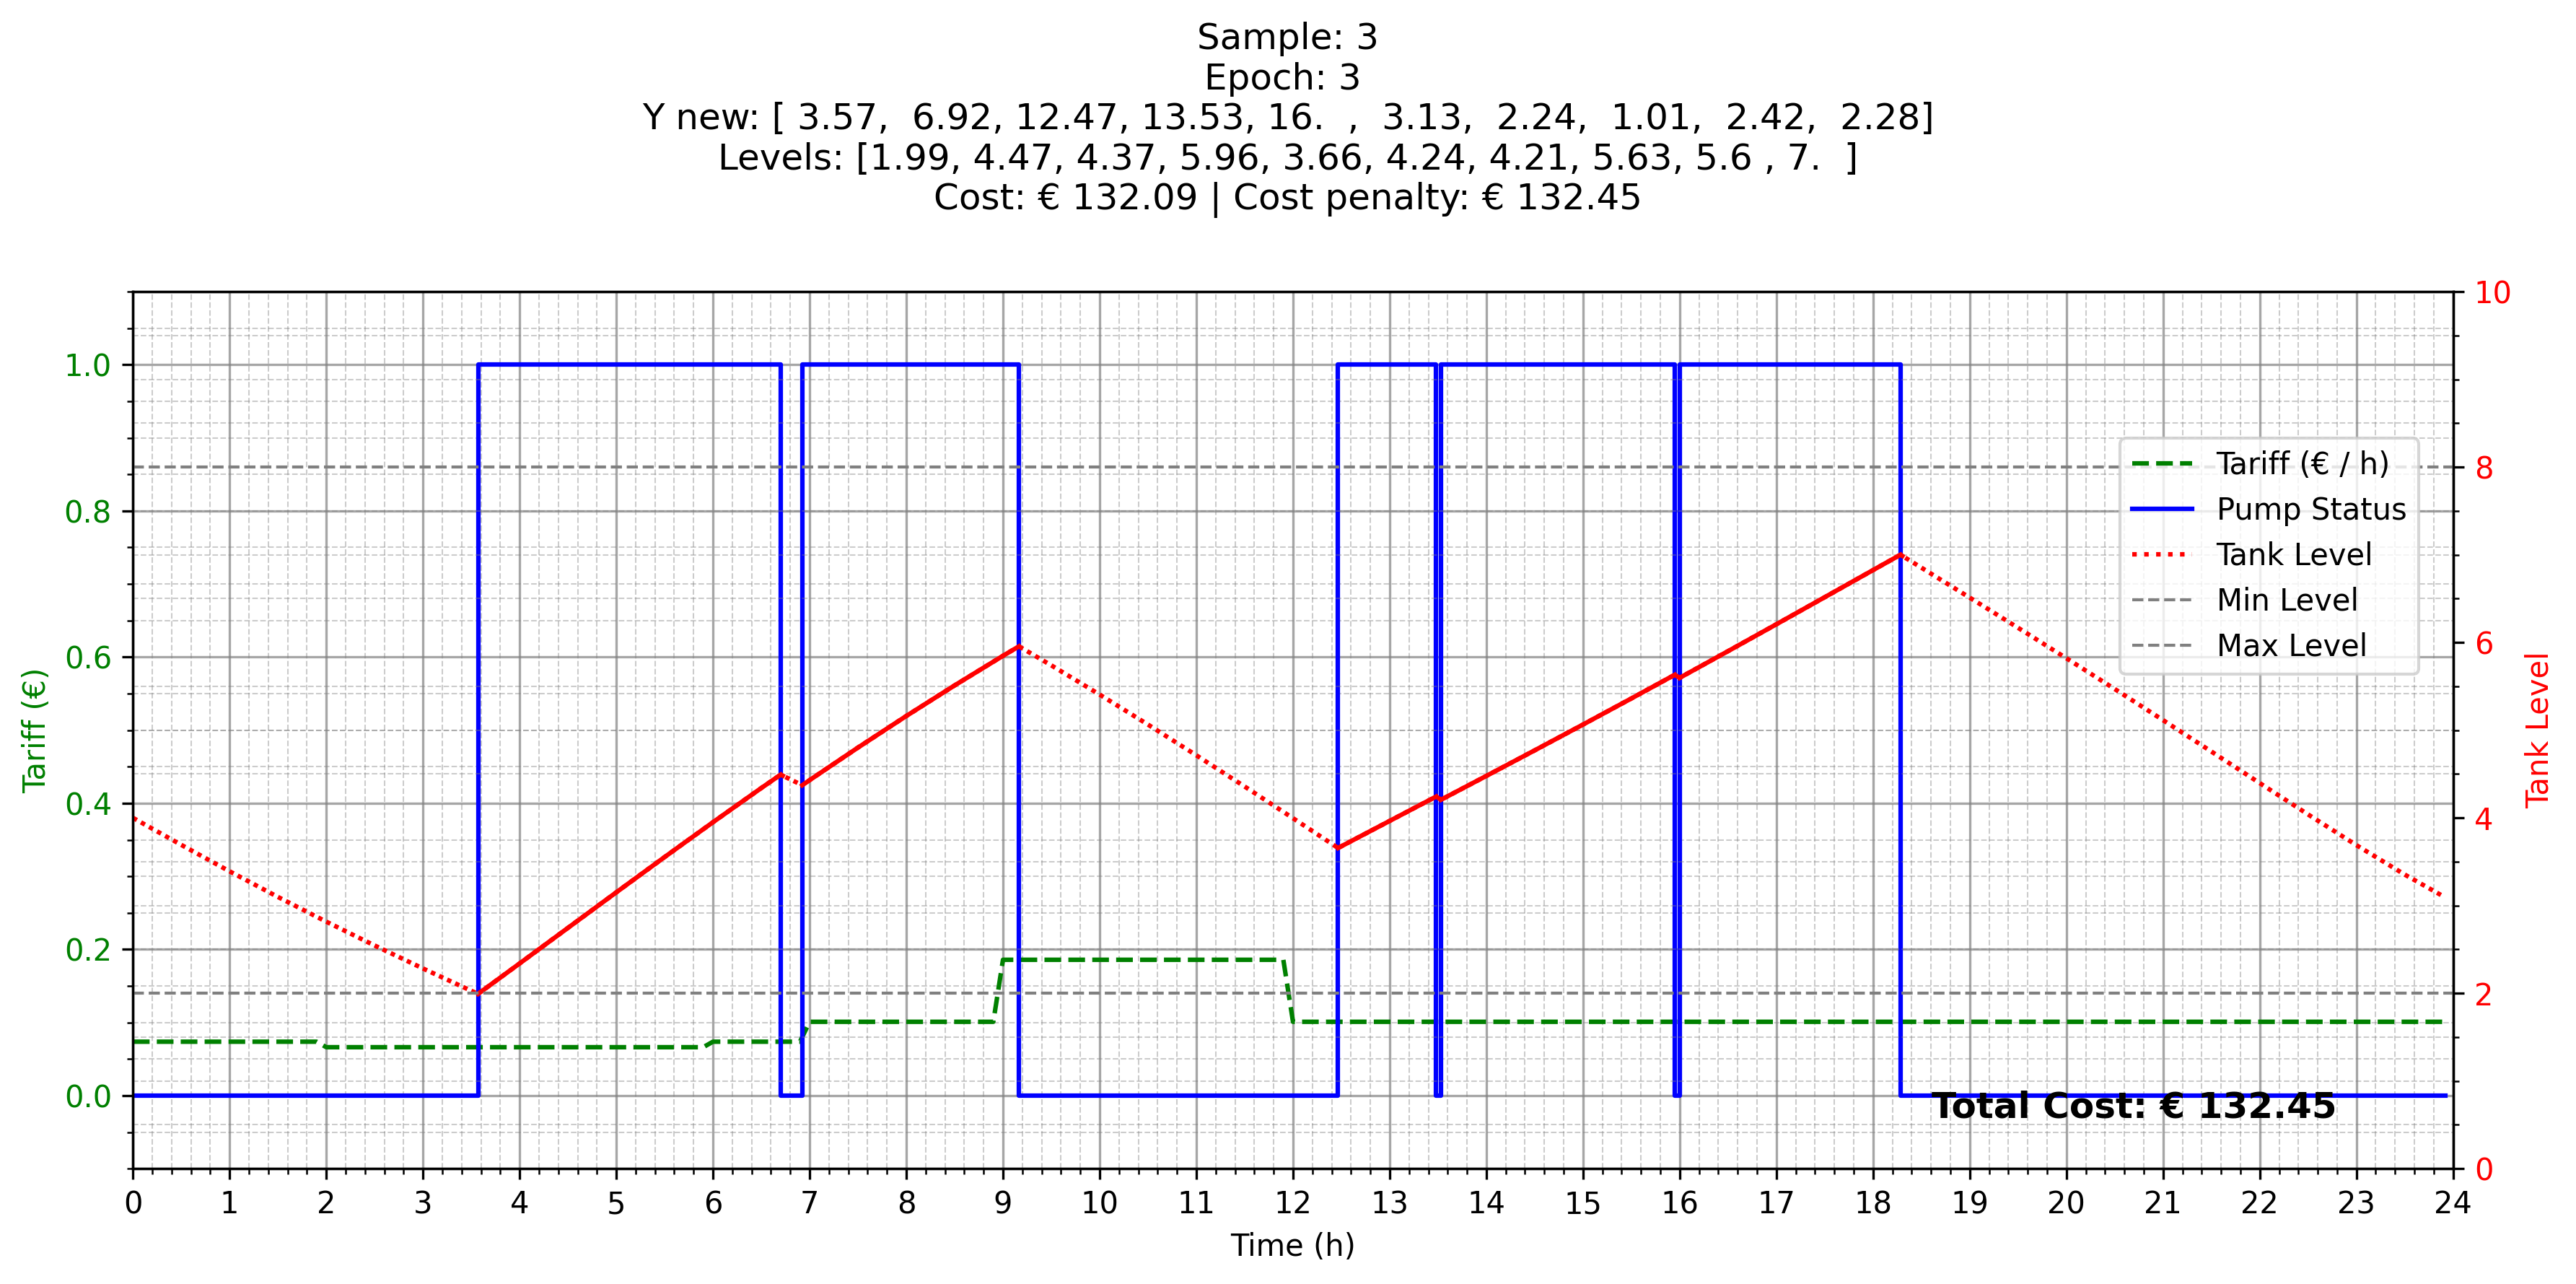 Sample: 3
Epoch: 3
Y new: [ 3.57,  6.92, 12.47, 13.53, 16.  ,  3.13,  2.24,  1.01,  2.42,  2.28]
Levels: [1.99, 4.47, 4.37, 5.96, 3.66, 4.24, 4.21, 5.63, 5.6 , 7.  ]
Cost: € 132.09 | Cost penalty: € 132.45
Tariff (€)
1.0
0.8
0.6
0.4
0.2
0.0
10
8
6
4
2
0
Tank Level
Tariff (€ / h)
Pump Status
Tank Level
Min Level
Max Level
Total Cost: € 132.45
0 1 2 3 4 5 6 7 8 9 10 11 12 13 14 15 16 17 18 19 20 21 22 23 24
Time (h)